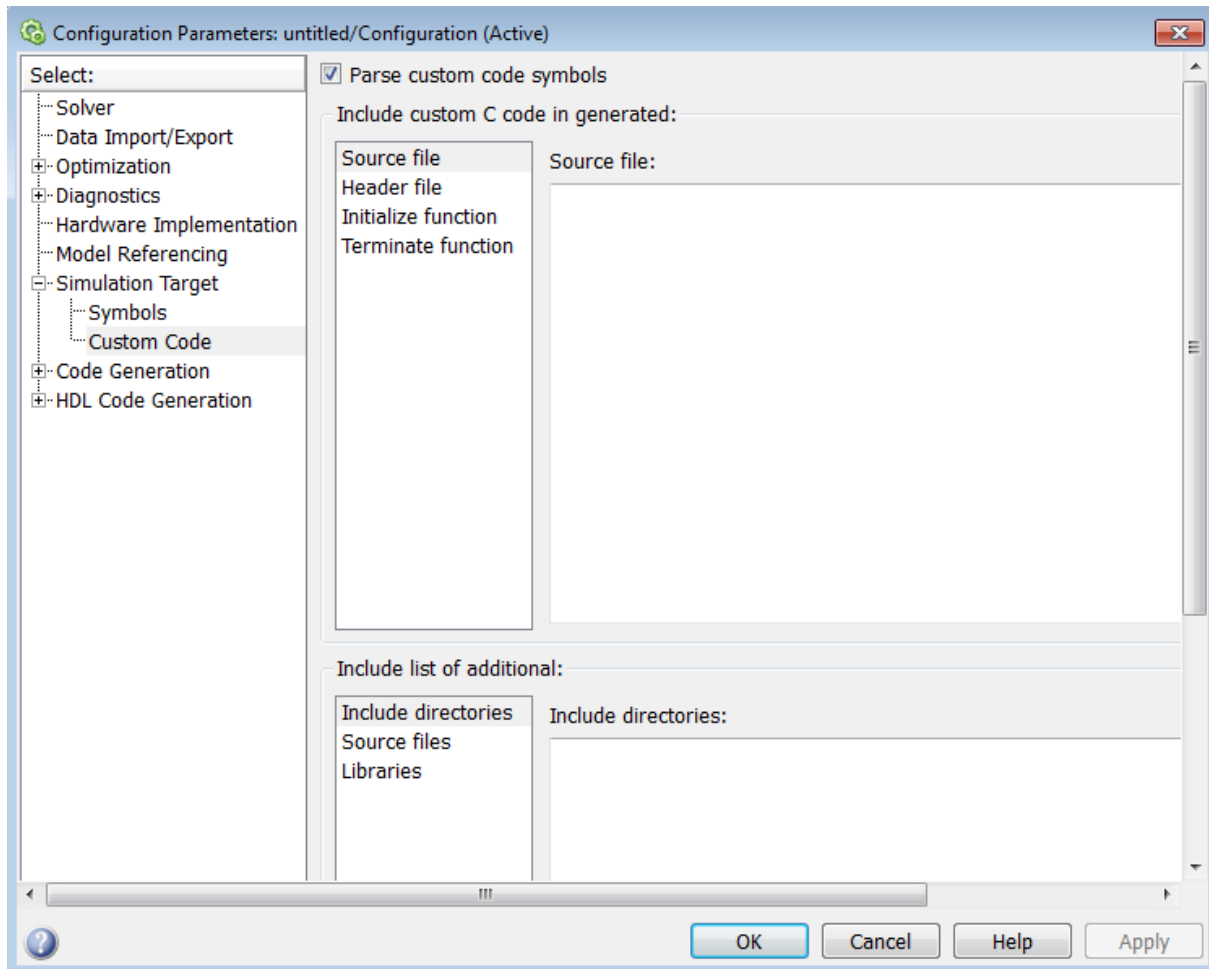 Configuration Parameters: untitled/Configuration (Active)
Select:
Solver
Data Import/Export
Optimization
Diagnostics
Hardware Implementation
Model Referencing
Simulation Target
Symbols
Custom Code
Code Generation
HDL Code Generation
Parse custom code symbols
Include custom C code in generated:
Source file
Header file
Initialize function
Terminate function
Source file:
Include list of additional:
Include directories
Source files
Libraries
Include directories:
OK
Cancel
Help
Apply